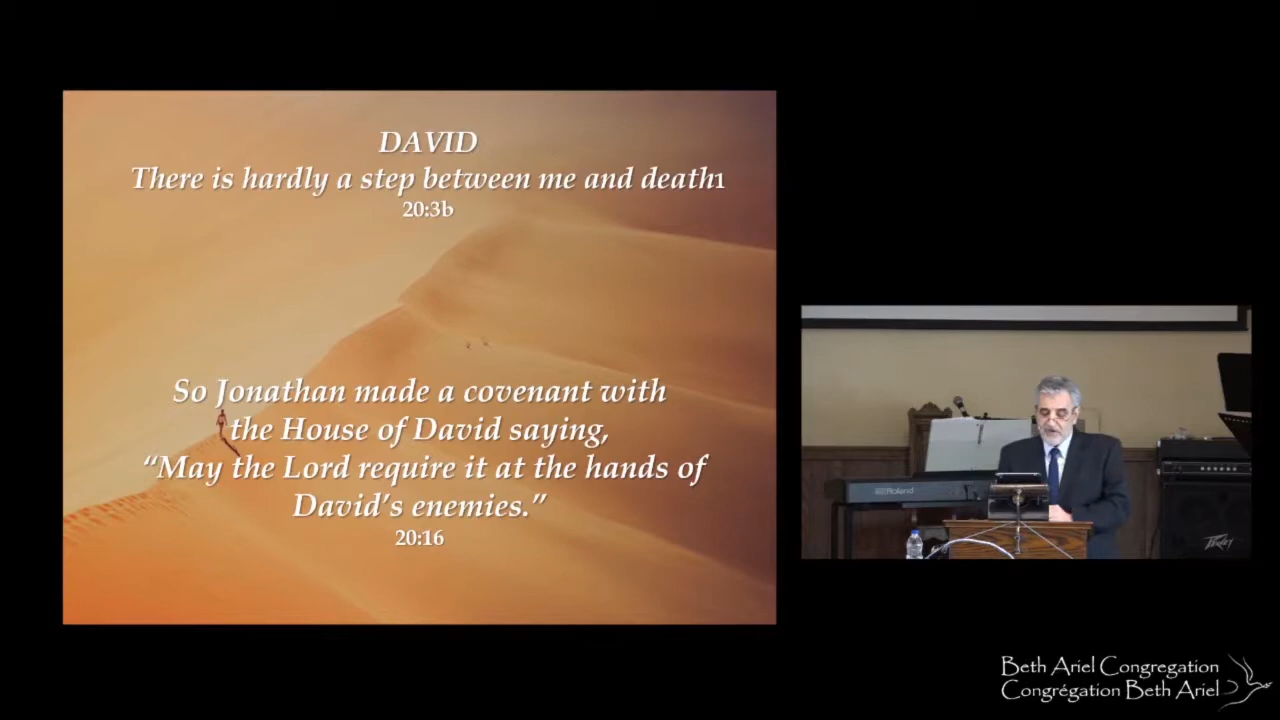 DAVID
There is hardly a step between me and death1
20:3b
So Jonathan made a covenant with
the House of David saying,
“May the Lord require it at the hands of
David’s enemies.”
20:16
Roland
PEAVEY
Beth Ariel Congregation
Congrégation Beth Ariel